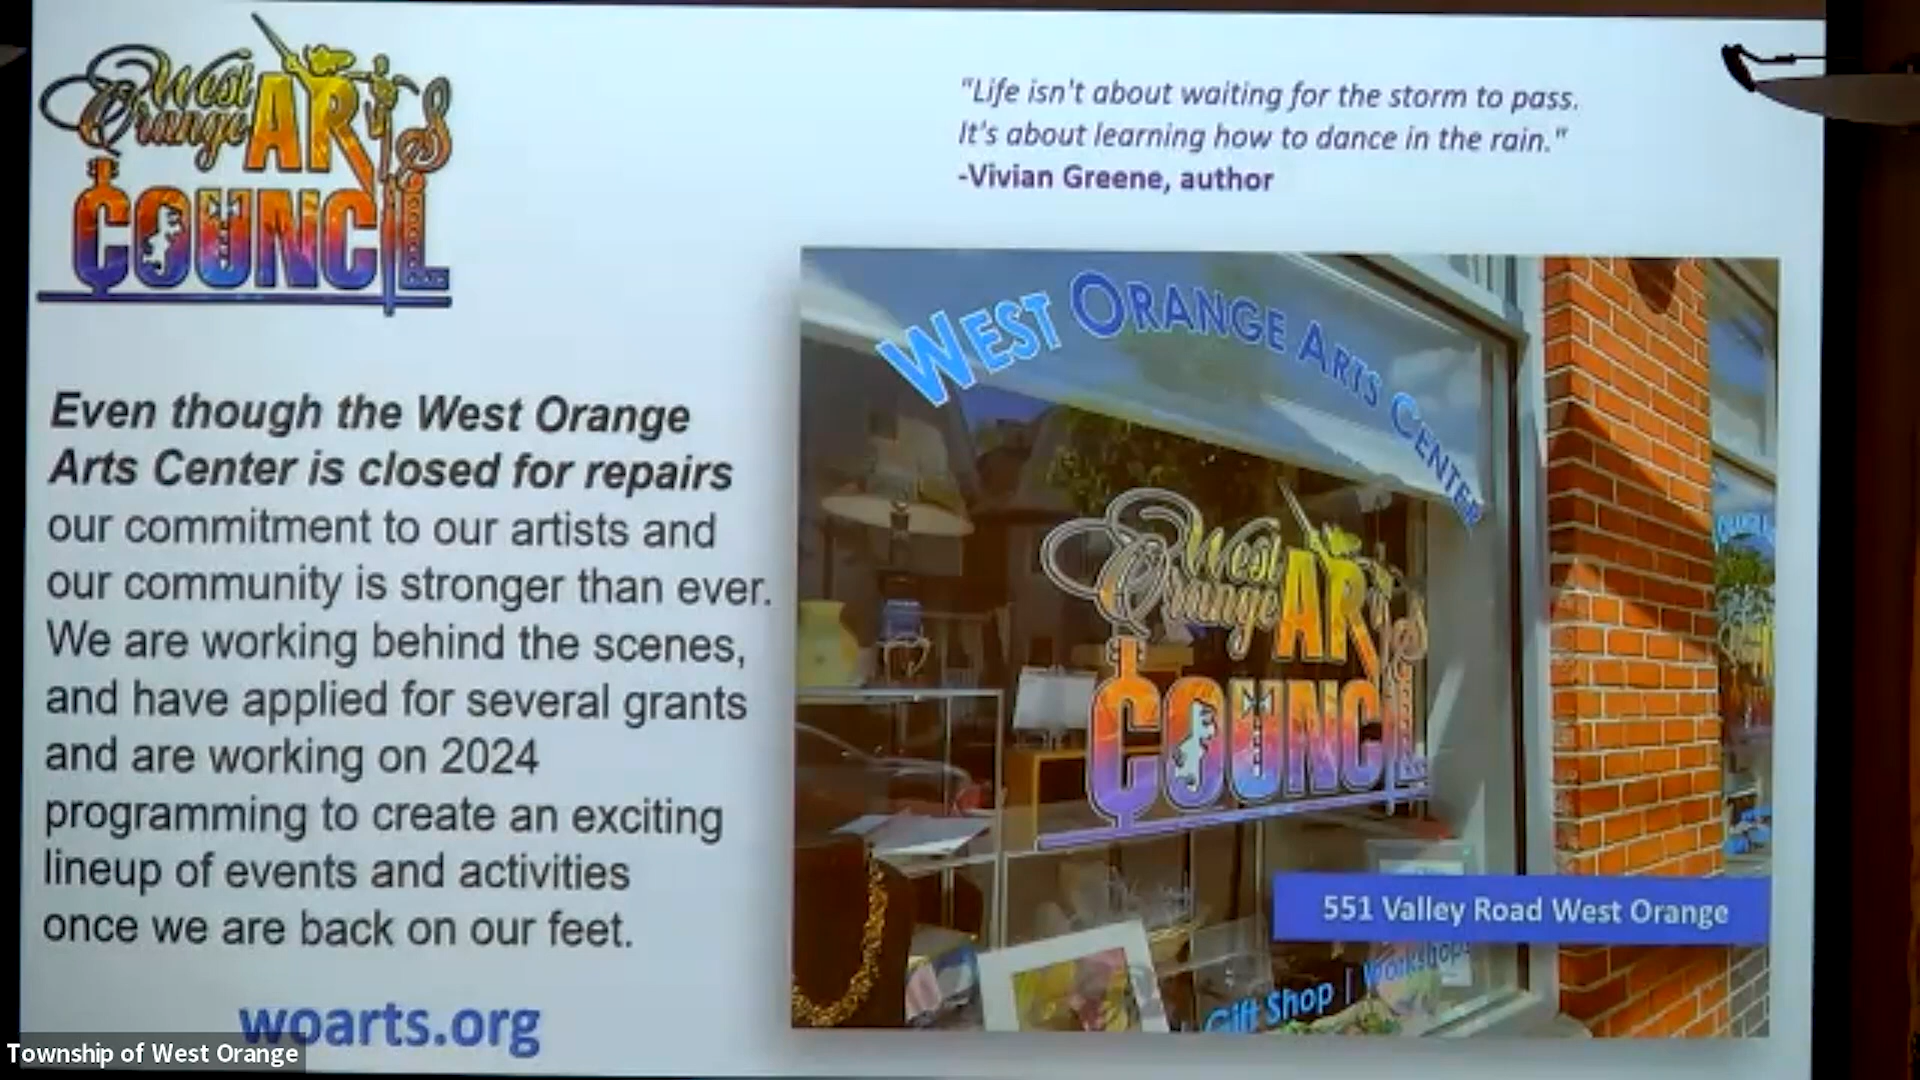 West
Orange ARTS
COUNCIL
"Life isn't about waiting for the storm to pass.
It's about learning how to dance in the rain."
-Vivian Greene, author
Even though the West Orange
Arts Center is closed for repairs
our commitment to our artists and
our community is stronger than ever.
We are working behind the scenes,
and have applied for several grants
and are working on 2024
programming to create an exciting
lineup of events and activities
once we are back on our feet.
woarts.org
WEST ORANGE ARTS CENTER
West
Orange ARTS
COUNCIL
551 Valley Road West Orange
Gift Shop | Workshops
Township of West Orange